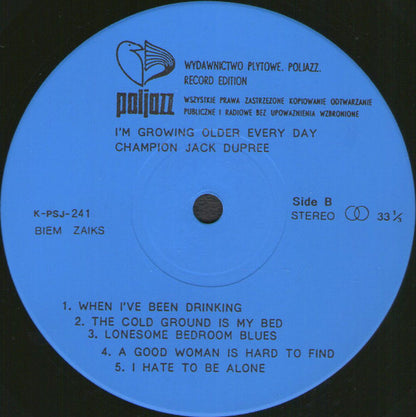 WYDAWNICTWO PŁYTOWE. POLJAZZ.
RECORD EDITION
poljazz
WSZYSTKIE PRAWA ZASTRZEŻONE KOPIOWANIE ODTWARZANIE
PUBLICZNE I RADIOWE BEZ UPOWAŻNIENIA WZBRONIONE
I'M GROWING OLDER EVERY DAY
CHAMPION JACK DUPREE
K-PSJ-241
BIEM ZAIKS
Side B
STEREO 33 1/3
1. WHEN I'VE BEEN DRINKING
2. THE COLD GROUND IS MY BED
3. LONESOME BEDROOM BLUES
4. A GOOD WOMAN IS HARD TO FIND
5. I HATE TO BE ALONE